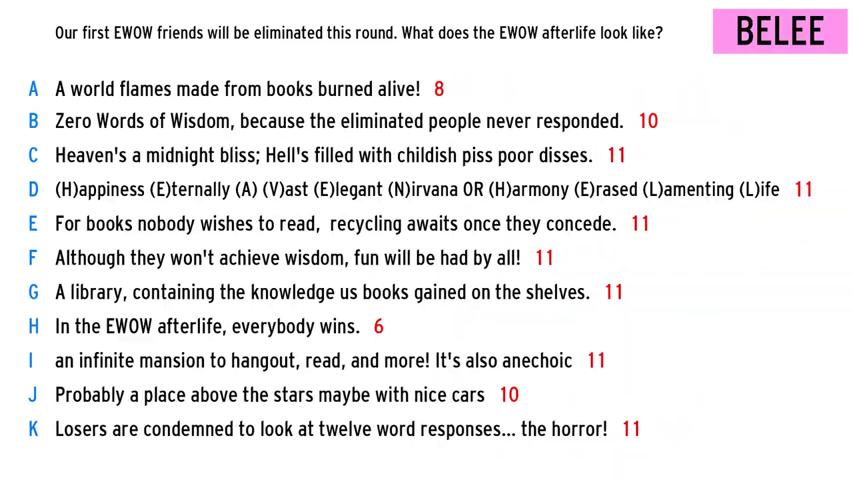 Our first EWOW friends will be eliminated this round. What does the EWOW afterlife look like?
BELEE
A A world flames made from books burned alive! 8
B Zero Words of Wisdom, because the eliminated people never responded. 10
C Heaven's a midnight bliss; Hell's filled with childish piss poor disses. 11
D (H)appiness (E)ternally (A) (V)ast (E)legant (N)irvana OR (H)armony (E)rased (L)amenting (L)ife 11
E For books nobody wishes to read, recycling awaits once they concede. 11
F Although they won't achieve wisdom, fun will be had by all! 11
G A library, containing the knowledge us books gained on the shelves. 11
H In the EWOW afterlife, everybody wins. 6
I an infinite mansion to hangout, read, and more! It's also anechoic 11
J Probably a place above the stars maybe with nice cars 10
K Losers are condemned to look at twelve word responses... the horror! 11